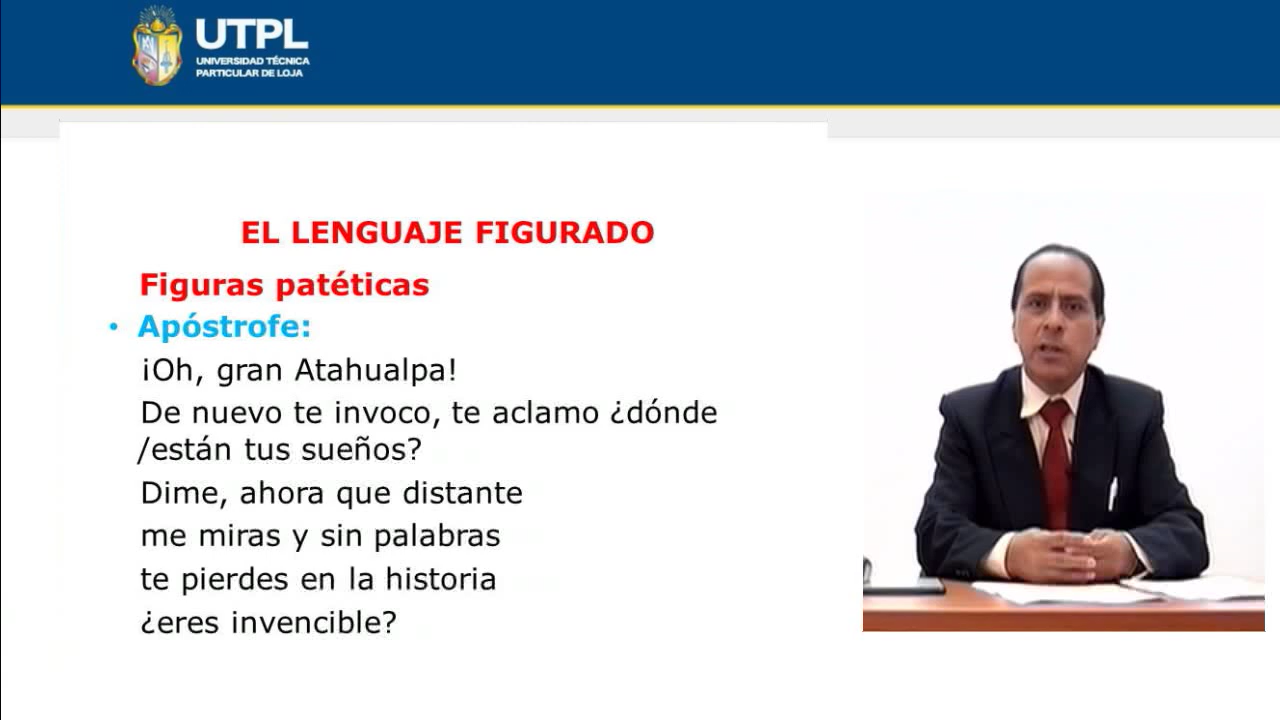 UTPL
UNIVERSIDAD TÉCNICA
PARTICULAR DE LOJA
EL LENGUAJE FIGURADO
Figuras patéticas
• Apóstrofe:
¡Oh, gran Atahualpa!
De nuevo te invoco, te aclamo ¿dónde
/están tus sueños?
Dime, ahora que distante
me miras y sin palabras
te pierdes en la historia
¿eres invencible?